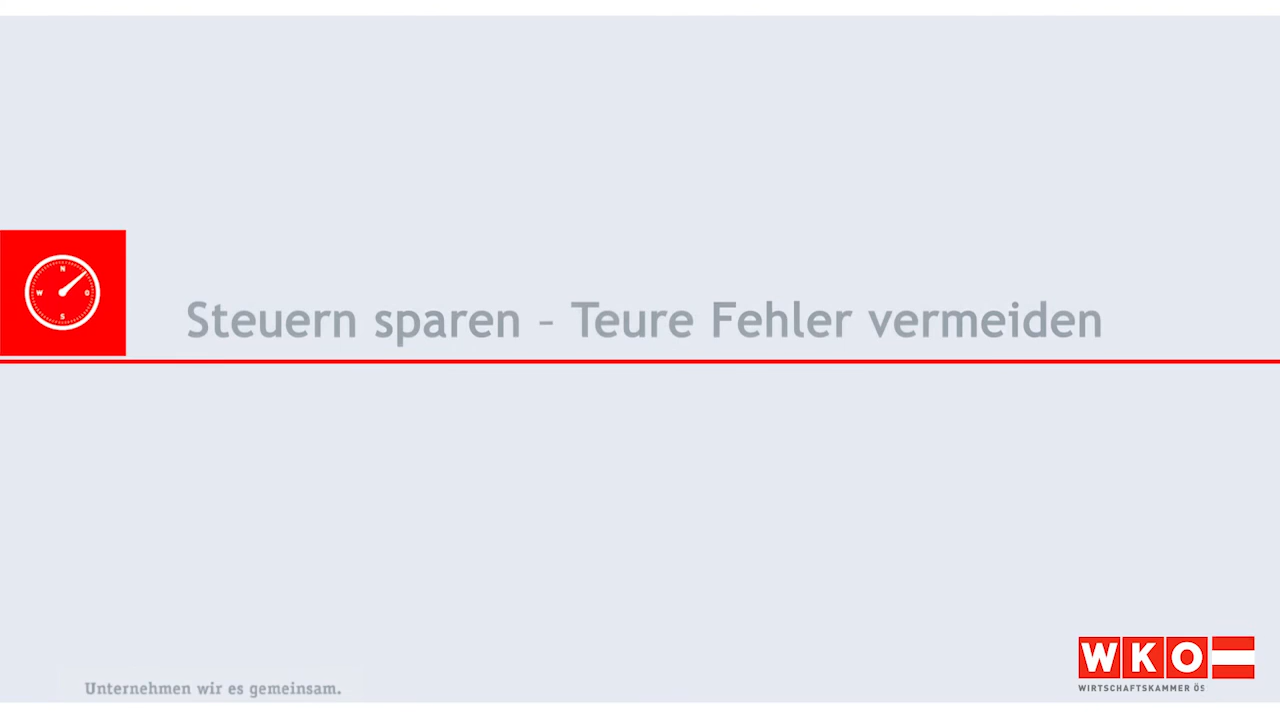 N
W O
S
Steuern sparen – Teure Fehler vermeiden
Unternehmen wir es gemeinsam.
WKO
WIRTSCHAFTSKAMMER ÖS